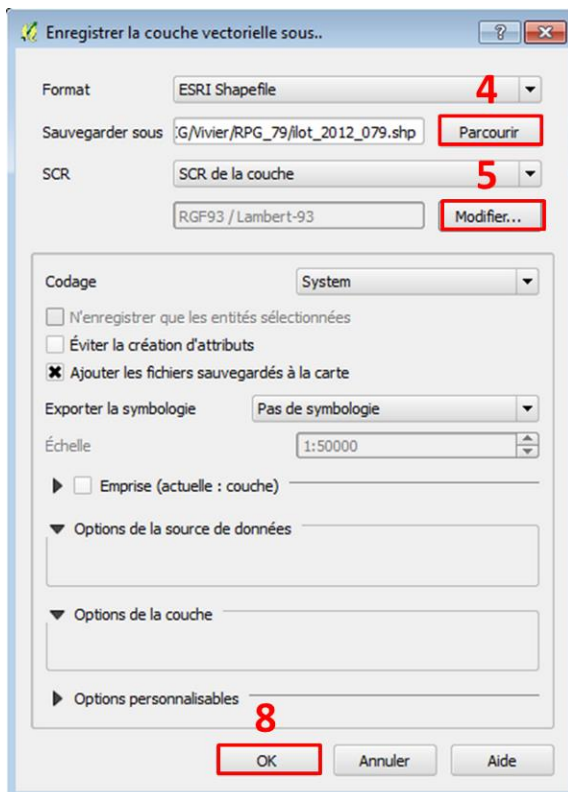 Enregistrer la couche vectorielle sous..
?
4
Format ESRI Shapefile
Sauvegarder sous :G/Vivier/RPG_79/ilot_2012_079.shp Parcourir
5
SCR SCR de la couche
RGF93 / Lambert-93 Modifier...
Codage System
N'enregistrer que les entités sélectionnées
Éviter la création d'attributs
Ajouter les fichiers sauvegardés à la carte
Exporter la symbologie Pas de symbologie
Échelle 1:50000
Emprise (actuelle : couche)
Options de la source de données
Options de la couche
Options personnalisables
8
OK Annuler Aide